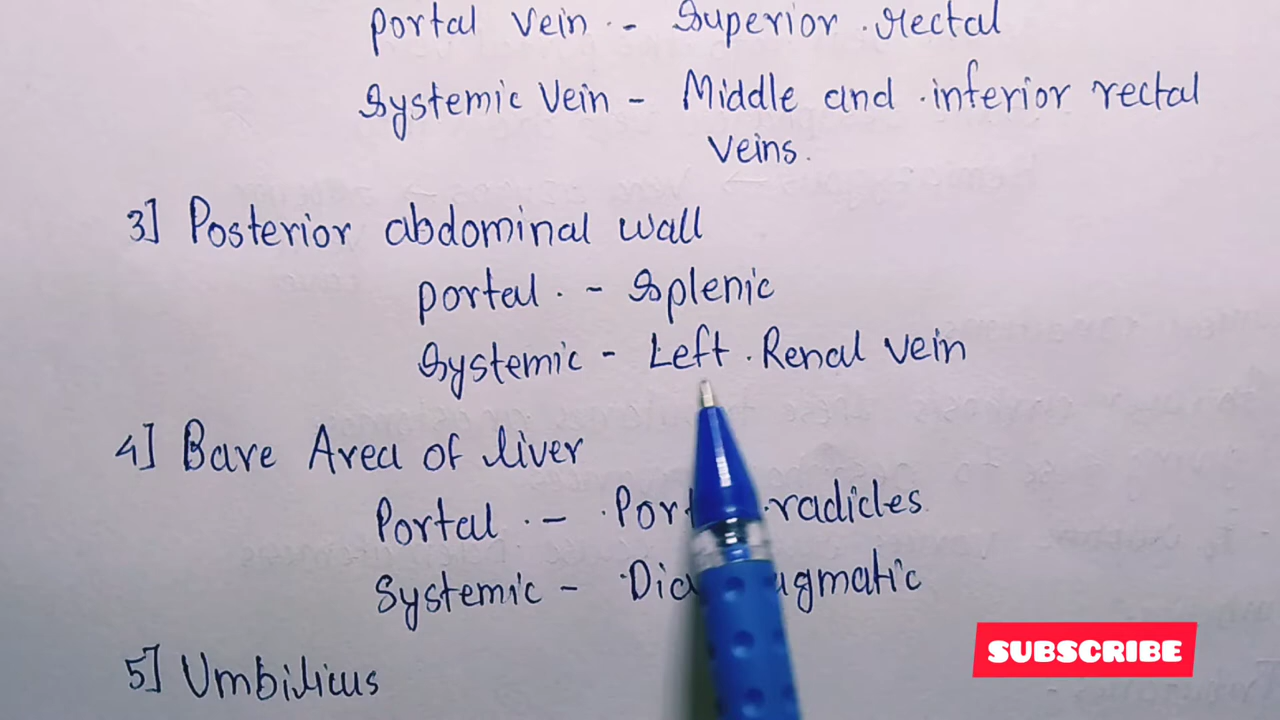 Portal Vein - Superior rectal
Systemic Vein - Middle and inferior rectal
Veins.
3] Posterior abdominal wall
Portal - Splenic
Systemic - Left Renal vein
4] Bare Area of liver
Portal - radicles
Systemic -
5] Umbilicus
SUBSCRIBE